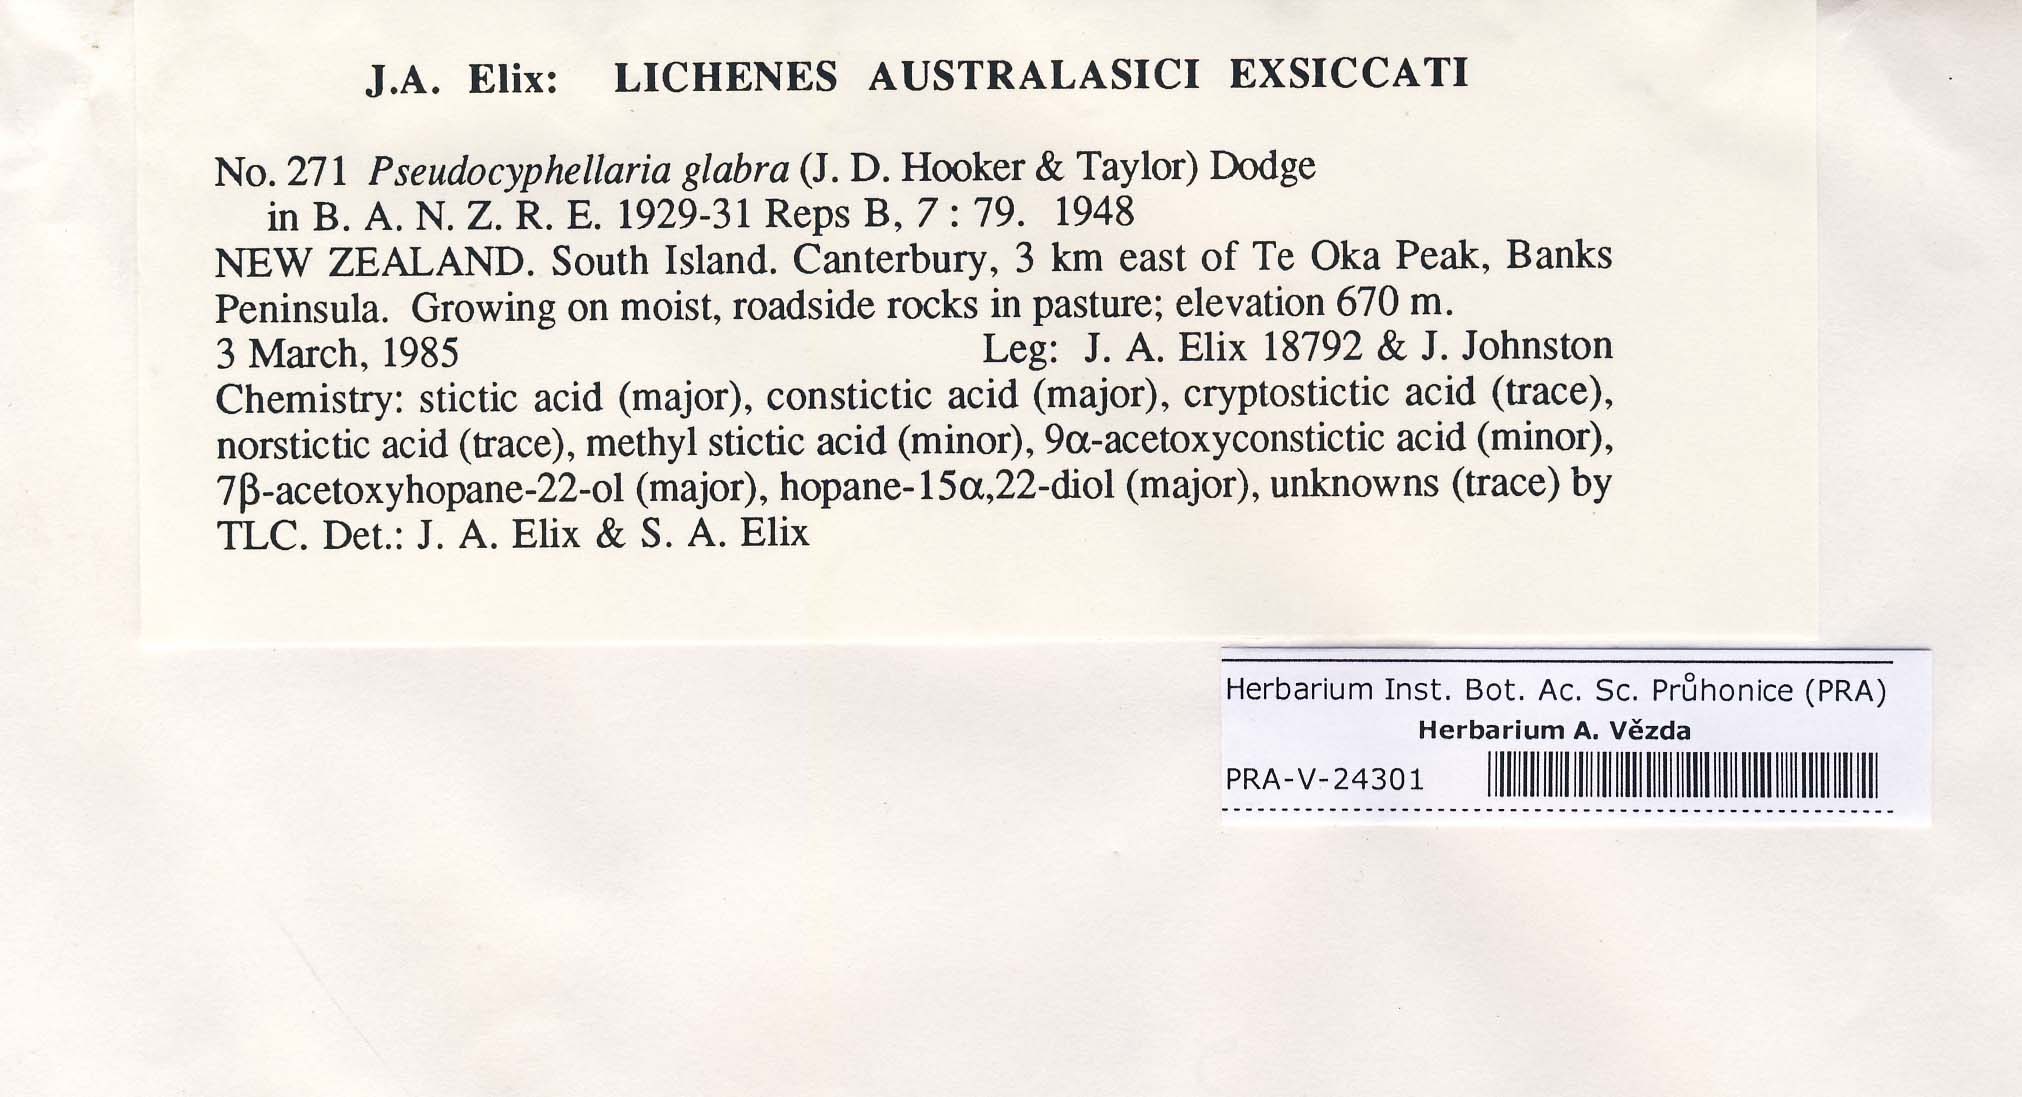 J.A. Elix: LICHENES AUSTRALASICI EXSICCATI
No. 271 Pseudocyphellaria glabra (J. D. Hooker & Taylor) Dodge
in B. A. N. Z. R. E. 1929-31 Reps B, 7 : 79. 1948
NEW ZEALAND. South Island. Canterbury, 3 km east of Te Oka Peak, Banks
Peninsula. Growing on moist, roadside rocks in pasture; elevation 670 m.
3 March, 1985 Leg: J. A. Elix 18792 & J. Johnston
Chemistry: stictic acid (major), constictic acid (major), cryptostictic acid (trace),
norstictic acid (trace), methyl stictic acid (minor), 9α-acetoxyconstictic acid (minor),
7β-acetoxyhopane-22-ol (major), hopane-15α,22-diol (major), unknowns (trace) by
TLC. Det.: J. A. Elix & S. A. Elix
Herbarium Inst. Bot. Ac. Sc. Průhonice (PRA)
Herbarium A. Vězda
PRA-V-24301